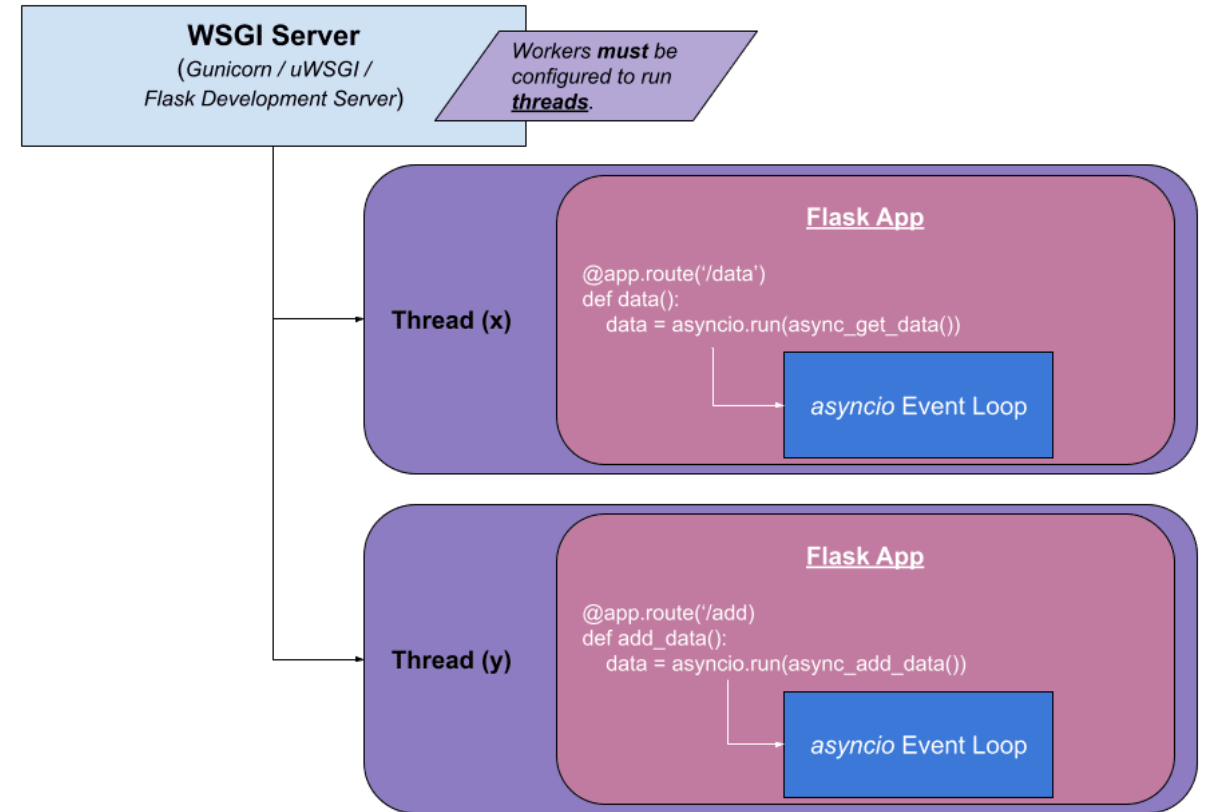 WSGI Server
(Gunicorn / uWSGI /
Flask Development Server)
Workers must be
configured to run
threads.
Thread (x)
Flask App
@app.route(‘/data’)
def data():
data = asyncio.run(async_get_data())
asyncio Event Loop
Thread (y)
Flask App
@app.route(‘/add)
def add_data():
data = asyncio.run(async_add_data())
asyncio Event Loop